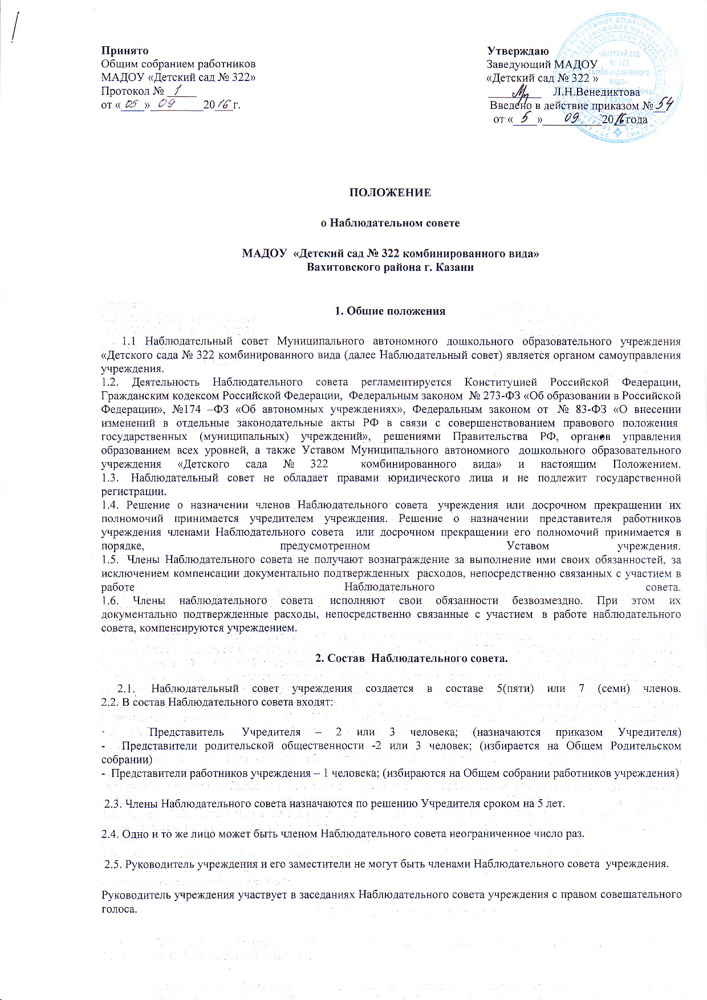 Принято
Общим собранием работников
МАДОУ «Детский сад № 322»
Протокол № 1
от «05» 09 2016 г.
Утверждаю
Заведующий МАДОУ
«Детский сад № 322 »
Л.Н.Венедиктова
Введено в действие приказом № 54
от « 5 » 09 2016 года
«Детский сад
№ 322
комбинированного
вида»
г.Казани
ПОЛОЖЕНИЕ
о Наблюдательном совете
МАДОУ «Детский сад № 322 комбинированного вида»
Вахитовского района г. Казани
1. Общие положения
1.1 Наблюдательный совет Муниципального автономного дошкольного образовательного учреждения
«Детского сада № 322 комбинированного вида (далее Наблюдательный совет) является органом самоуправления
учреждения.
1.2. Деятельность Наблюдательного совета регламентируется Конституцией Российской Федерации,
Гражданским кодексом Российской Федерации, Федеральным законом № 273-ФЗ «Об образовании в Российской
Федерации», №174 –ФЗ «Об автономных учреждениях», Федеральным законом от № 83-ФЗ «О внесении
изменений в отдельные законодательные акты РФ в связи с совершенствованием правового положения
государственных (муниципальных) учреждений», решениями Правительства РФ, органов управления
образованием всех уровней, а также Уставом Муниципального автономного дошкольного образовательного
учреждения «Детского сада № 322 комбинированного вида» и настоящим Положением.
1.3. Наблюдательный совет не обладает правами юридического лица и не подлежит государственной
регистрации.
1.4. Решение о назначении членов Наблюдательного совета учреждения или досрочном прекращении их
полномочий принимается учредителем учреждения. Решение о назначении представителя работников
учреждения членами Наблюдательного совета или досрочном прекращении его полномочий принимается в
порядке, предусмотренном Уставом учреждения.
1.5. Члены Наблюдательного совета не получают вознаграждение за выполнение ими своих обязанностей, за
исключением компенсации документально подтвержденных расходов, непосредственно связанных с участием в
работе Наблюдательного совета.
1.6. Члены наблюдательного совета исполняют свои обязанности безвозмездно. При этом их
документально подтвержденные расходы, непосредственно связанные с участием в работе наблюдательного
совета, компенсируются учреждением.
2. Состав Наблюдательного совета.
2.1. Наблюдательный совет учреждения создается в составе 5(пяти) или 7 (семи) членов.
2.2. В состав Наблюдательного совета входят:
· Представитель Учредителя – 2 или 3 человека; (назначаются приказом Учредителя)
- Представители родительской общественности -2 или 3 человек; (избирается на Общем Родительском
собрании)
- Представители работников учреждения – 1 человека; (избираются на Общем собрании работников учреждения)
2.3. Члены Наблюдательного совета назначаются по решению Учредителя сроком на 5 лет.
2.4. Одно и то же лицо может быть членом Наблюдательного совета неограниченное число раз.
2.5. Руководитель учреждения и его заместители не могут быть членами Наблюдательного совета учреждения.
Руководитель учреждения участвует в заседаниях Наблюдательного совета учреждения с правом совещательного
голоса.